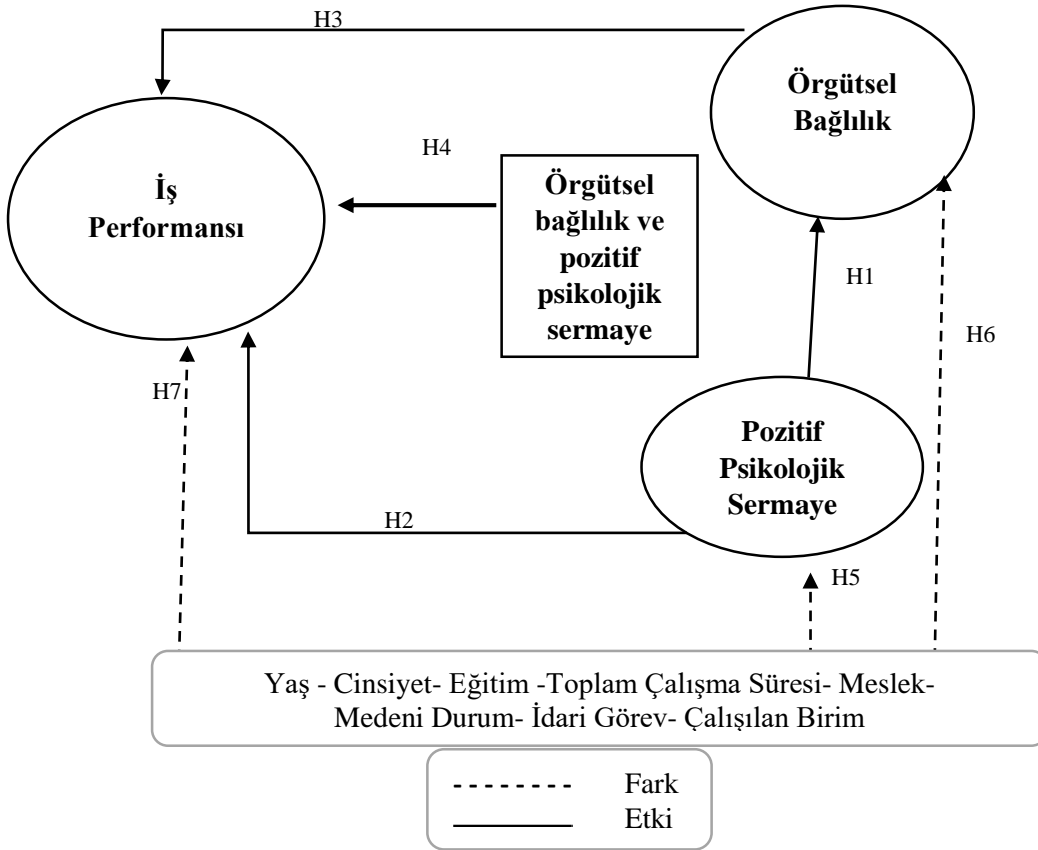 H3
Örgütsel
Bağlılık
İş
Performansı
H4
Örgütsel
bağlılık ve
pozitif
psikolojik
sermaye
H1
H6
H7
Pozitif
Psikolojik
Sermaye
H2
H5
Yaş - Cinsiyet- Eğitim -Toplam Çalışma Süresi- Meslek-
Medeni Durum- İdari Görev- Çalışılan Birim
Fark
Etki